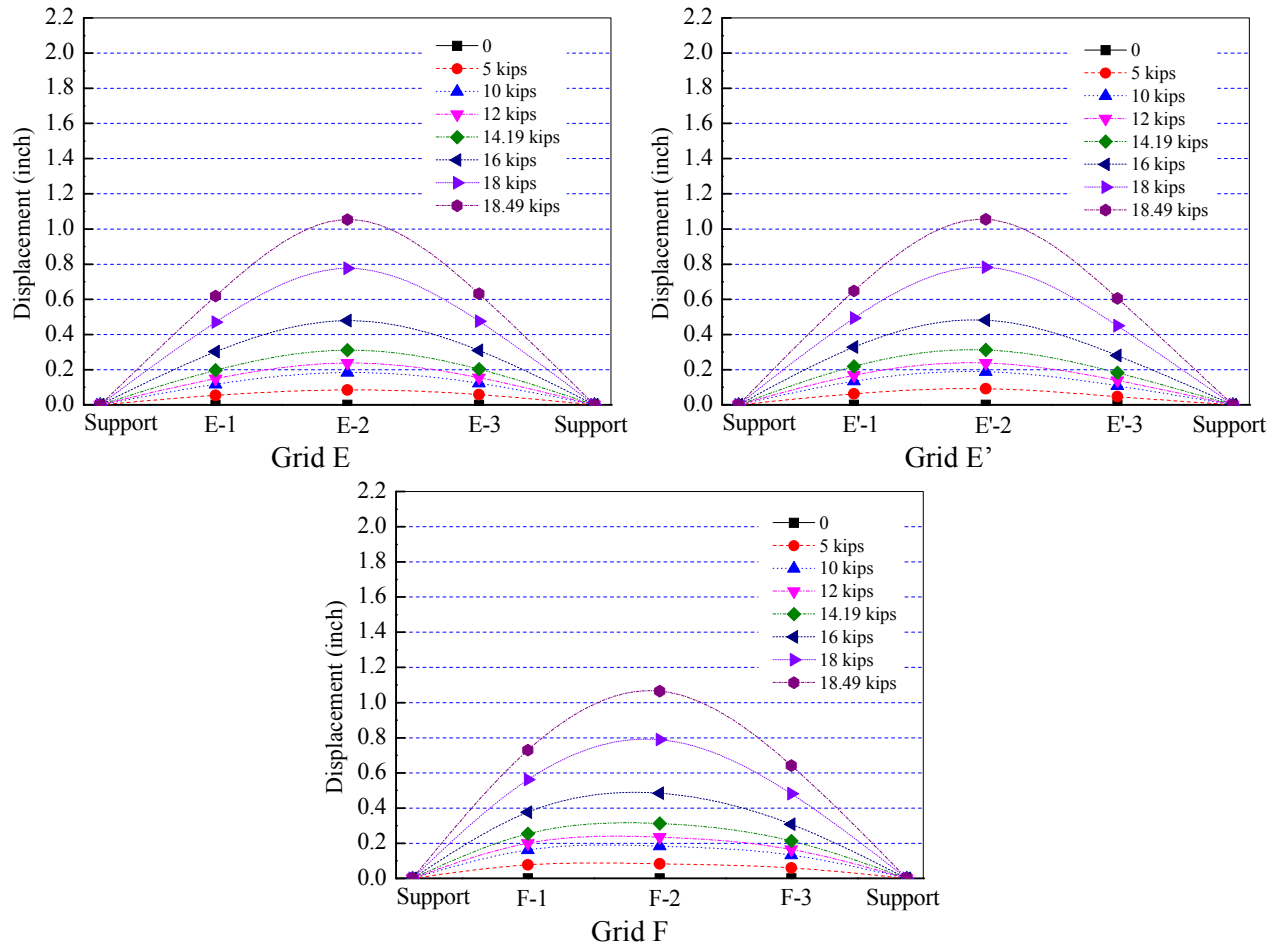 2.2
2.0
1.8
1.6
1.4
1.2
1.0
0.8
0.6
0.4
0.2
0.0
Displacement (inch)
0
5 kips
10 kips
12 kips
14.19 kips
16 kips
18 kips
18.49 kips
Support E-1 E-2 E-3 Support
Grid E
2.2
2.0
1.8
1.6
1.4
1.2
1.0
0.8
0.6
0.4
0.2
0.0
Displacement (inch)
0
5 kips
10 kips
12 kips
14.19 kips
16 kips
18 kips
18.49 kips
Support E'-1 E'-2 E'-3 Support
Grid E’
2.2
2.0
1.8
1.6
1.4
1.2
1.0
0.8
0.6
0.4
0.2
0.0
Displacement (inch)
0
5 kips
10 kips
12 kips
14.19 kips
16 kips
18 kips
18.49 kips
Support F-1 F-2 F-3 Support
Grid F